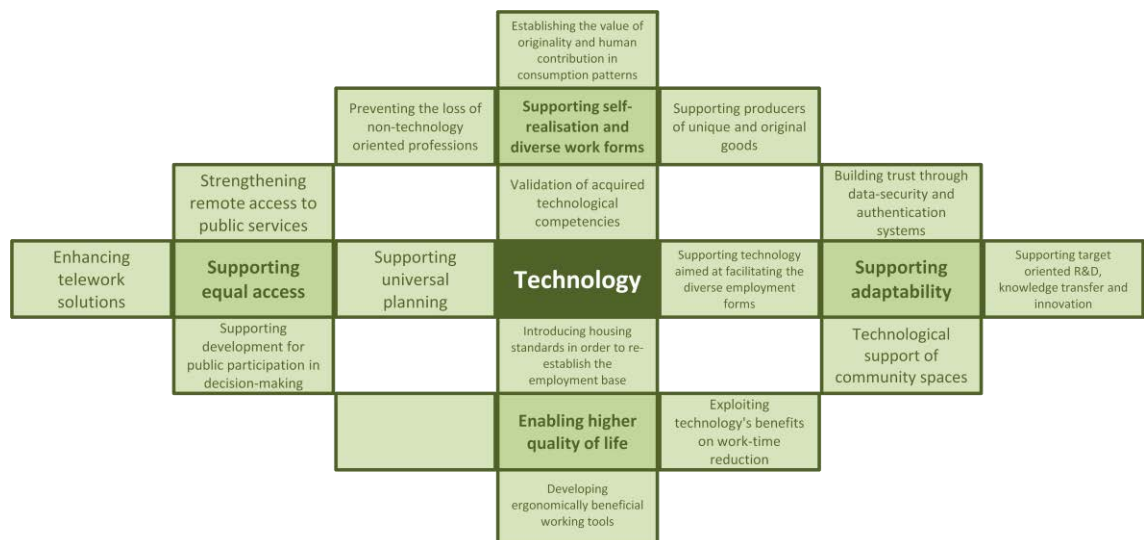 Establishing the value of
originality and human
contribution in
consumption patterns
Preventing the loss of
non-technology
oriented professions
Supporting self-
realisation and
diverse work forms
Supporting producers
of unique and original
goods
Strengthening
remote access to
public services
Validation of acquired
technological
competencies
Building trust through
data-security and
authentication
systems
Enhancing
telework
solutions
Supporting
equal access
Supporting
universal
planning
Technology
Supporting technology
aimed at facilitating the
diverse employment
forms
Supporting
adaptability
Supporting target
oriented R&D,
knowledge transfer and
innovation
Supporting
development for
public participation in
decision-making
Introducing housing
standards in order to re-
establish the
employment base
Technological
support of
community spaces
Enabling higher
quality of life
Exploiting
technology's benefits
on work-time
reduction
Developing
ergonomically beneficial
working tools